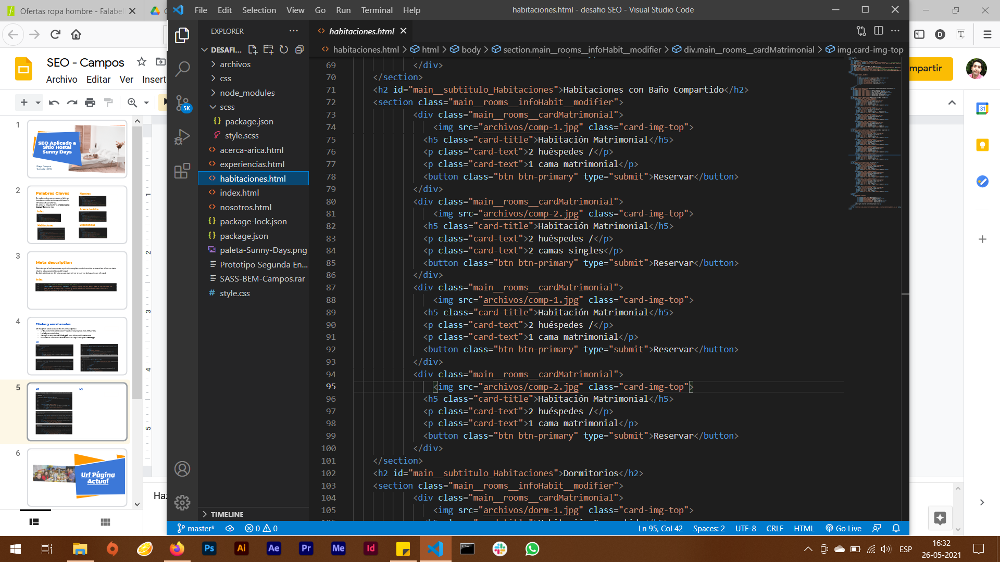 Ofertas ropa hombre - Falabel
File Edit Selection View Go Run Terminal Help
habitaciones.html - desafio SEO - Visual Studio Code
SEO - Campos
Archivo Editar Ver Insert
mpartir
D
EXPLORER
DESAFI...
archivos
css
node_modules
scss
package.json
style.scss
acerca-arica.html
experiencias.html
habitaciones.html
index.html
nosotros.html
package-lock.json
package.json
paleta-Sunny-Days.png
Prototipo Segunda En...
SASS-BEM-Campos.rar
style.css
TIMELINE
5K
habitaciones.html
habitaciones.html > html > body > section.main__rooms__infoHabit__modifier > div.main__rooms__cardMatrimonial > img.card-img-top
69 </div>
70 </section>
71 <h2 id="main__subtitulo_Habitaciones">Habitaciones con Baño Compartido</h2>
72 <section class="main__rooms__infoHabit__modifier">
73 <div class="main__rooms__cardMatrimonial">
74 <img src="archivos/comp-1.jpg" class="card-img-top">
75 <h5 class="card-title">Habitación Matrimonial</h5>
76 <p class="card-text">2 huéspedes /</p>
77 <p class="card-text">1 cama matrimonial</p>
78 <button class="btn btn-primary" type="submit">Reservar</button>
79 </div>
80 <div class="main__rooms__cardMatrimonial">
81 <img src="archivos/comp-2.jpg" class="card-img-top">
82 <h5 class="card-title">Habitación Matrimonial</h5>
83 <p class="card-text">2 huéspedes /</p>
84 <p class="card-text">2 camas singles</p>
85 <button class="btn btn-primary" type="submit">Reservar</button>
86 </div>
87 <div class="main__rooms__cardMatrimonial">
88 <img src="archivos/comp-1.jpg" class="card-img-top">
89 <h5 class="card-title">Habitación Matrimonial</h5>
90 <p class="card-text">2 huéspedes /</p>
91 <p class="card-text">1 cama matrimonial</p>
92 <button class="btn btn-primary" type="submit">Reservar</button>
93 </div>
94 <div class="main__rooms__cardMatrimonial">
95 <img src="archivos/comp-2.jpg" class="card-img-top">
96 <h5 class="card-title">Habitación Matrimonial</h5>
97 <p class="card-text">2 huéspedes /</p>
98 <p class="card-text">1 cama matrimonial</p>
99 <button class="btn btn-primary" type="submit">Reservar</button>
100 </div>
101 </section>
102 <h2 id="main__subtitulo_Habitaciones">Dormitorios</h2>
103 <section class="main__rooms__infoHabit__modifier">
104 <div class="main__rooms__cardMatrimonial">
105 <img src="archivos/dorm-1.jpg" class="card-img-top">
1
SEO Aplicado a
Sitio Hostal
Sunny Days
2
Palabras Claves
Nosotros
Index
Acerca de Arica
Habitaciones
Experiencias
3
Meta description
Index
4
Títulos y encabezados
H1
5
H2
H5
6
Url Página
Actual
1
2
3
4
5
Haz
31
master* 0 0
Ln 95, Col 42 Spaces: 2 UTF-8 CRLF HTML Go Live
Ps Ai Ae Pr Me Id
ESP
16:32
26-05-2021